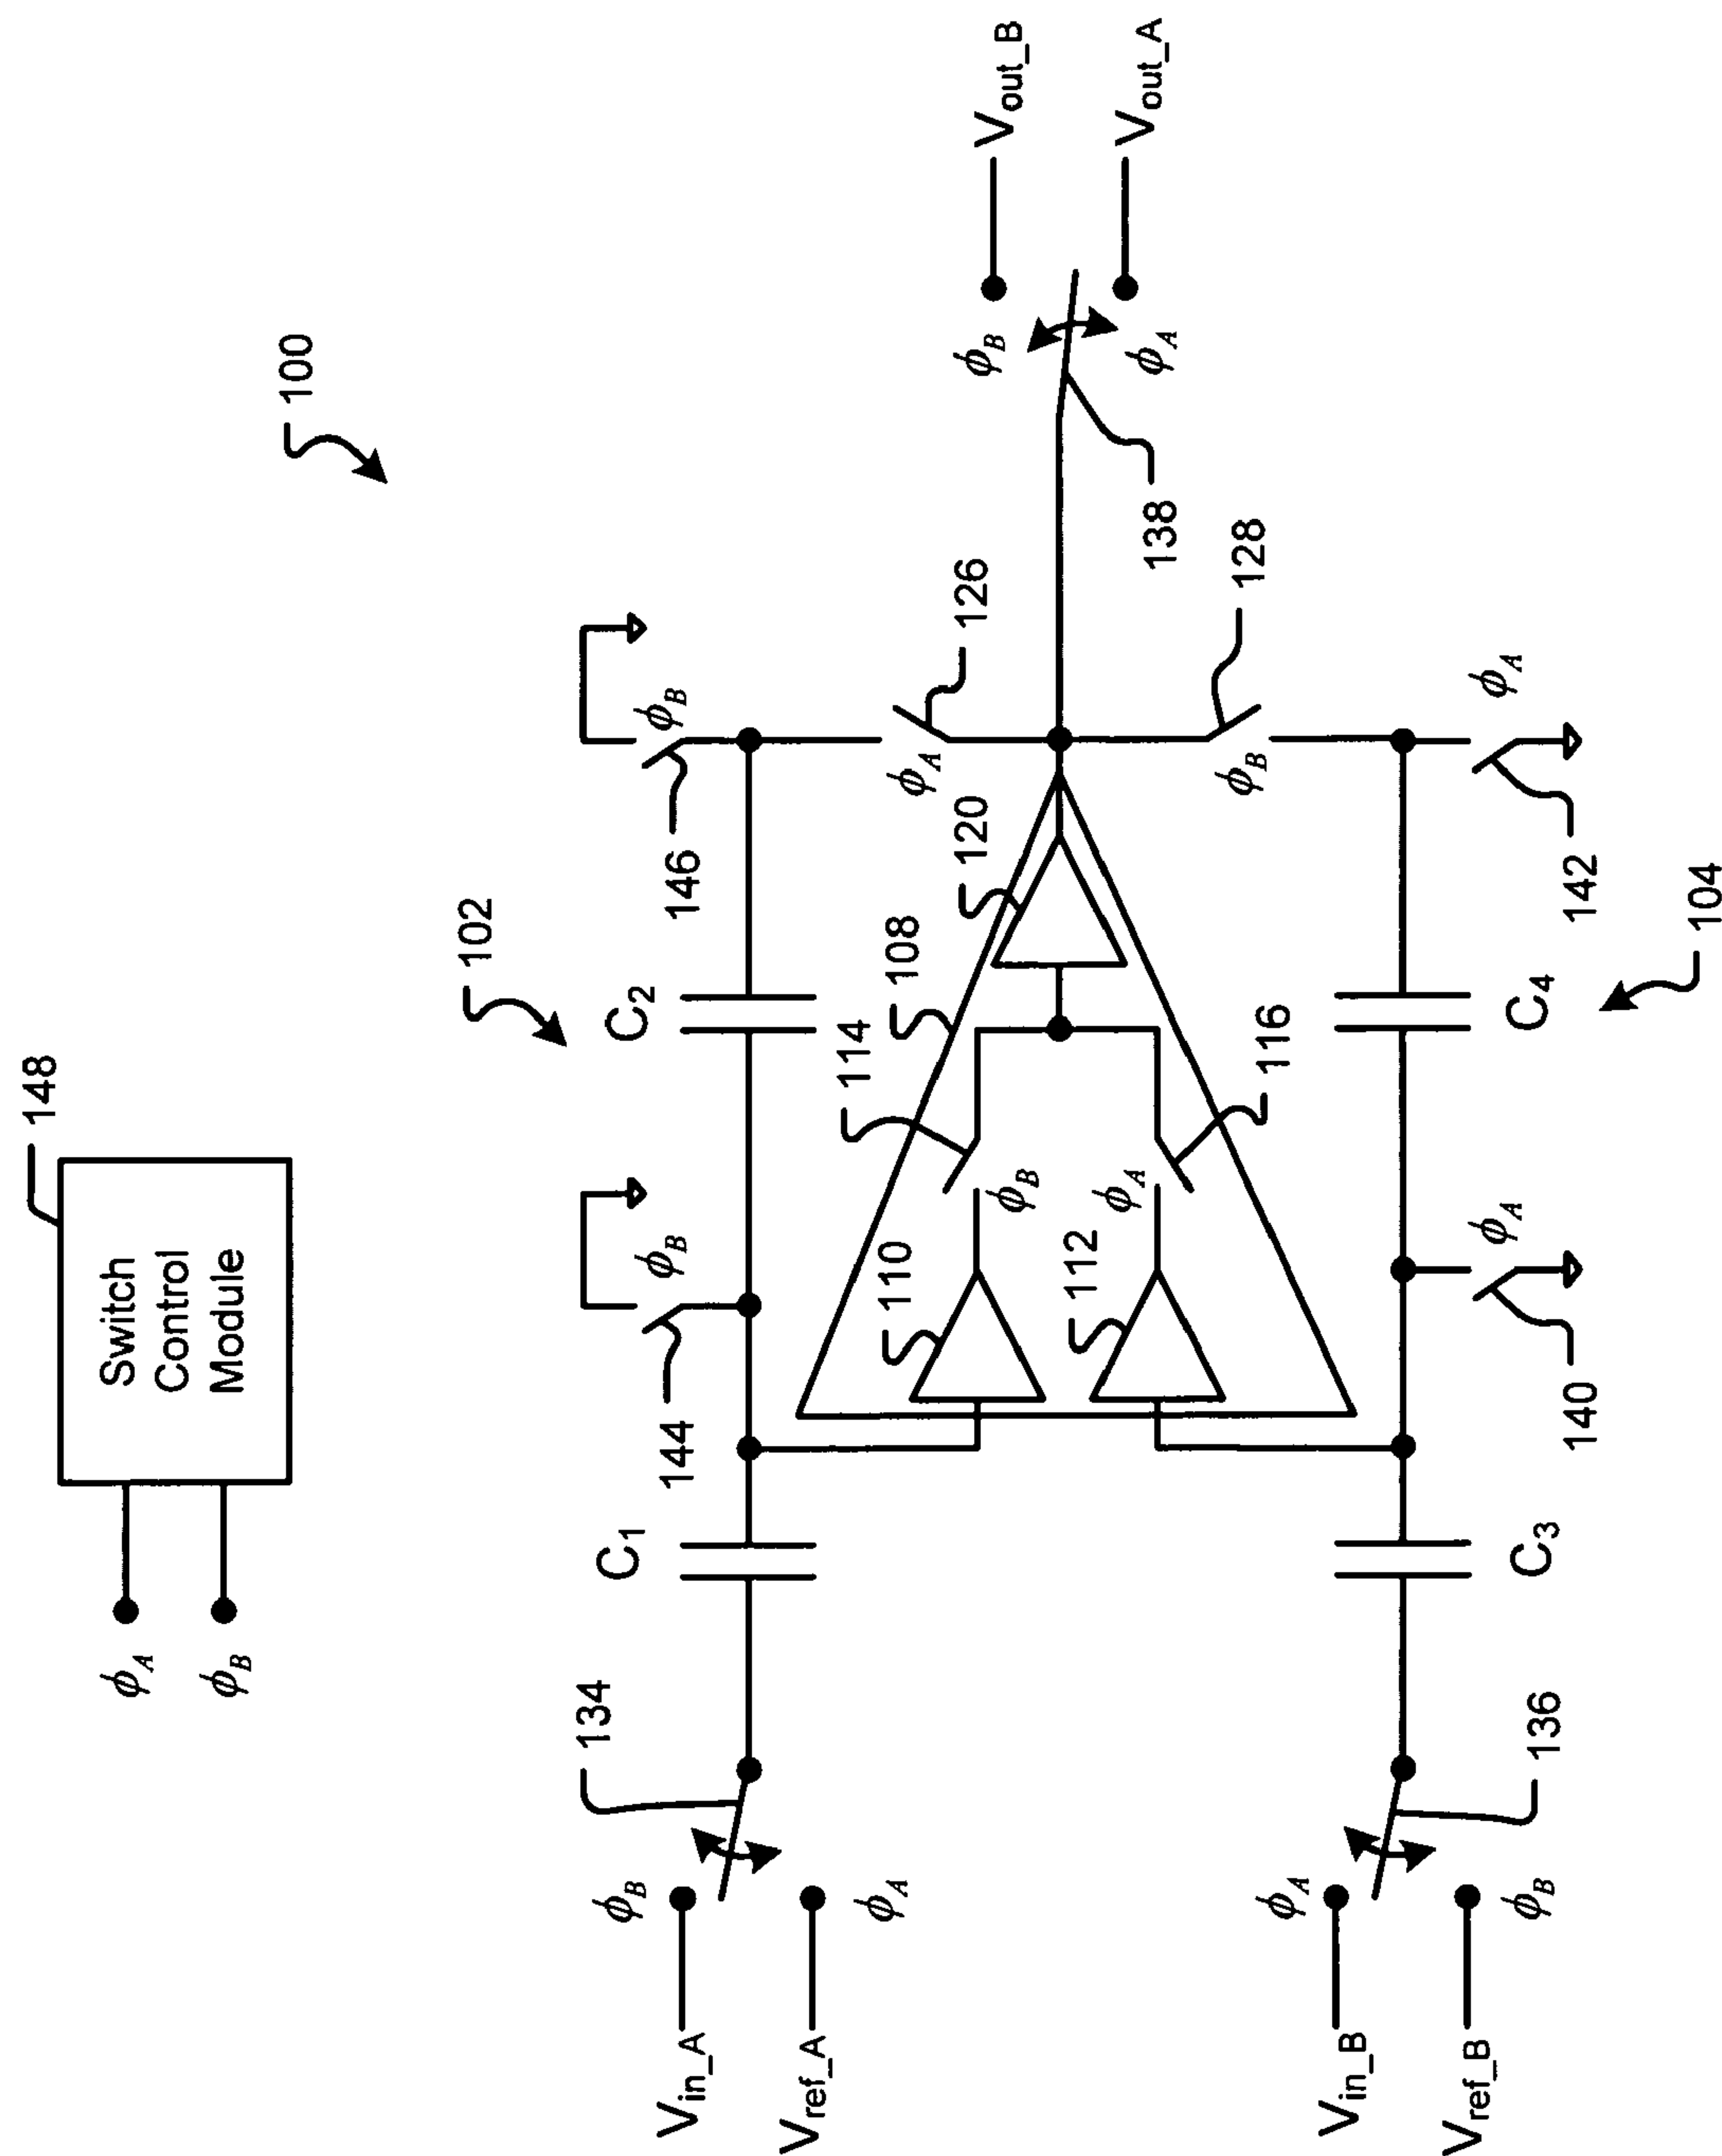 100
148
Switch
Control
Module
ϕA
ϕB
102
C1
C2
144
ϕB
146
ϕB
134
ϕB
Vin_A
Vref_A
ϕA
108
110
112
114
ϕB
116
ϕA
120
126
ϕA
128
ϕB
138
ϕB
Vout_B
ϕA
Vout_A
136
ϕA
Vin_B
Vref_B
ϕB
C3
C4
140
ϕA
142
ϕA
104